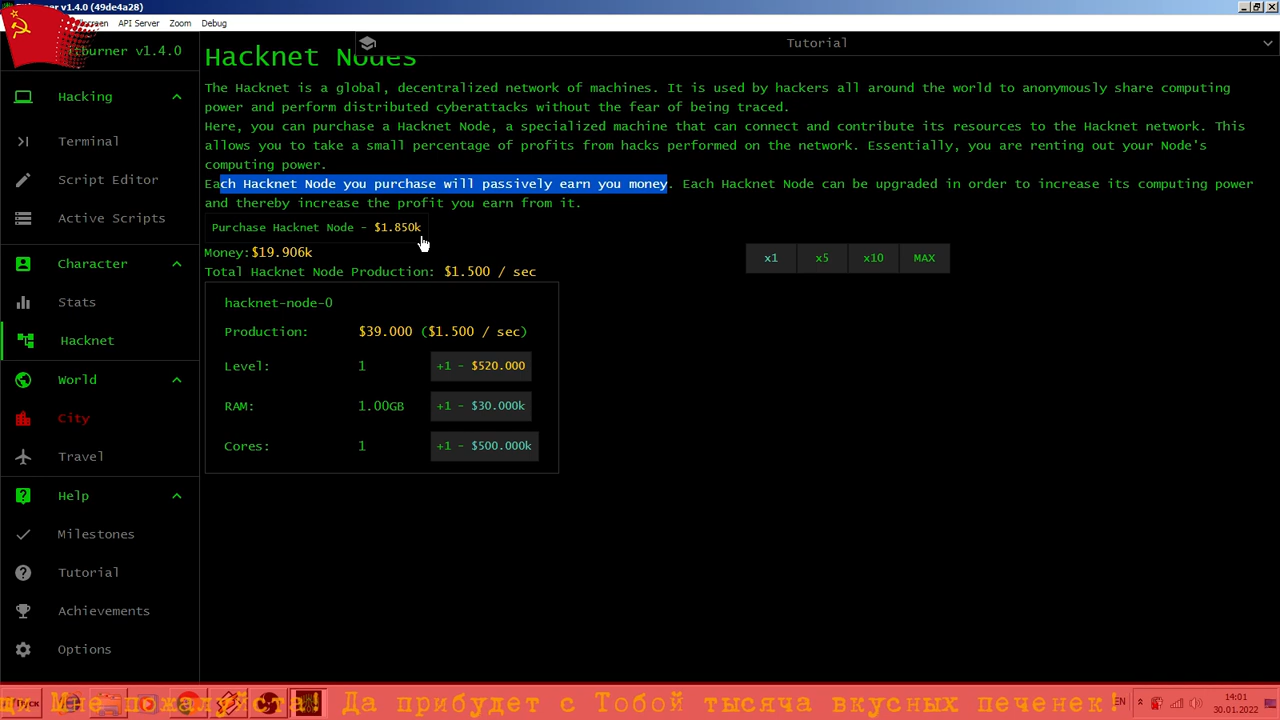 burner v1.4.0 (49de4a28)
screen API Server Zoom Debug
tburner v1.4.0
Tutorial
Hacking
Terminal
Script Editor
Active Scripts
Character
Stats
Hacknet
World
City
Travel
Help
Milestones
Tutorial
Achievements
Options
Hacknet Nodes
The Hacknet is a global, decentralized network of machines. It is used by hackers all around the world to anonymously share computing
power and perform distributed cyberattacks without the fear of being traced.
Here, you can purchase a Hacknet Node, a specialized machine that can connect and contribute its resources to the Hacknet network. This
allows you to take a small percentage of profits from hacks performed on the network. Essentially, you are renting out your Node's
computing power.
Each Hacknet Node you purchase will passively earn you money. Each Hacknet Node can be upgraded in order to increase its computing power
and thereby increase the profit you earn from it.
Purchase Hacknet Node - $1.850k
Money:$19.906k
Total Hacknet Node Production: $1.500 / sec
x1 x5 x10 MAX
hacknet-node-0
Production: $39.000 ($1.500 / sec)
Level: 1 +1 - $520.000
RAM: 1.00GB +1 - $30.000k
Cores: 1 +1 - $500.000k
Мне пожалуйста! Да прибудет с Тобой тысяча вкусных печенек!
EN
14:01
30.01.2022